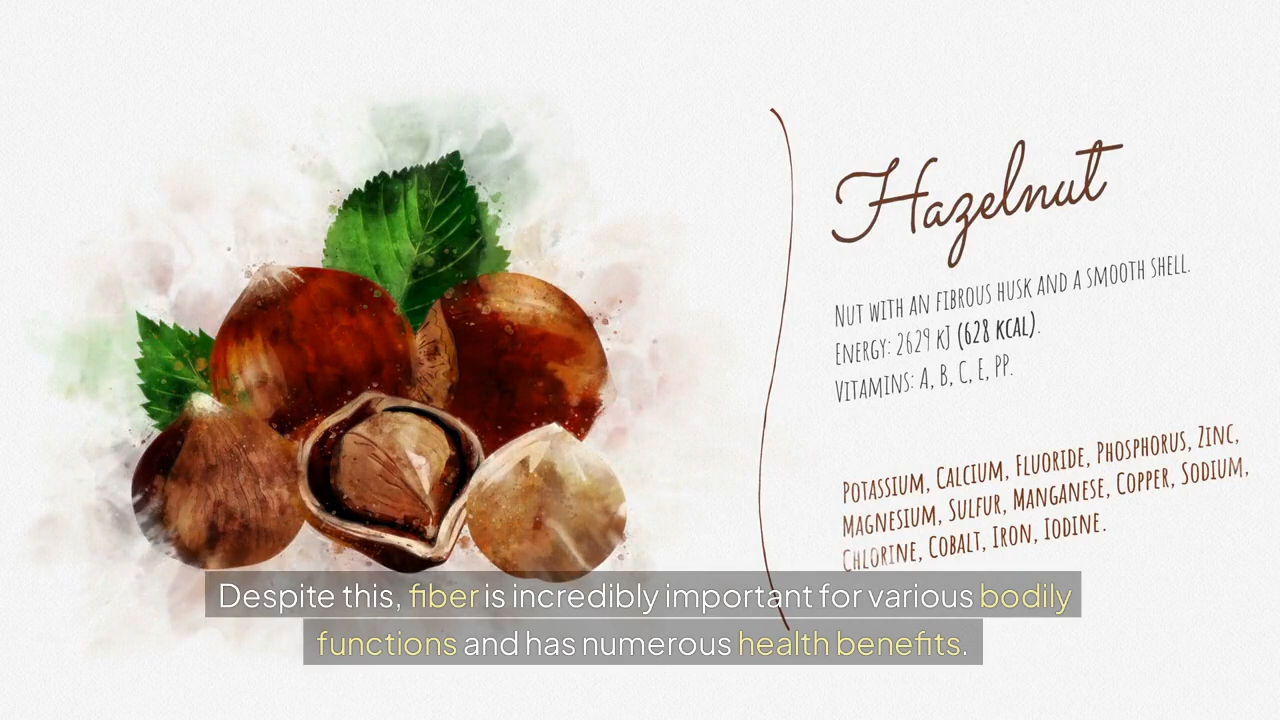 Hazelnut
Nut with an fibrous husk and a smooth shell.
Energy: 2629 kJ (628 kcal).
Vitamins: A, B, C, E, PP.
Potassium, Calcium, Fluoride, Phosphorus, Zinc,
Magnesium, Sulfur, Manganese, Copper, Sodium,
Chlorine, Cobalt, Iron, Iodine.
Despite this, fiber is incredibly important for various bodily
functions and has numerous health benefits.